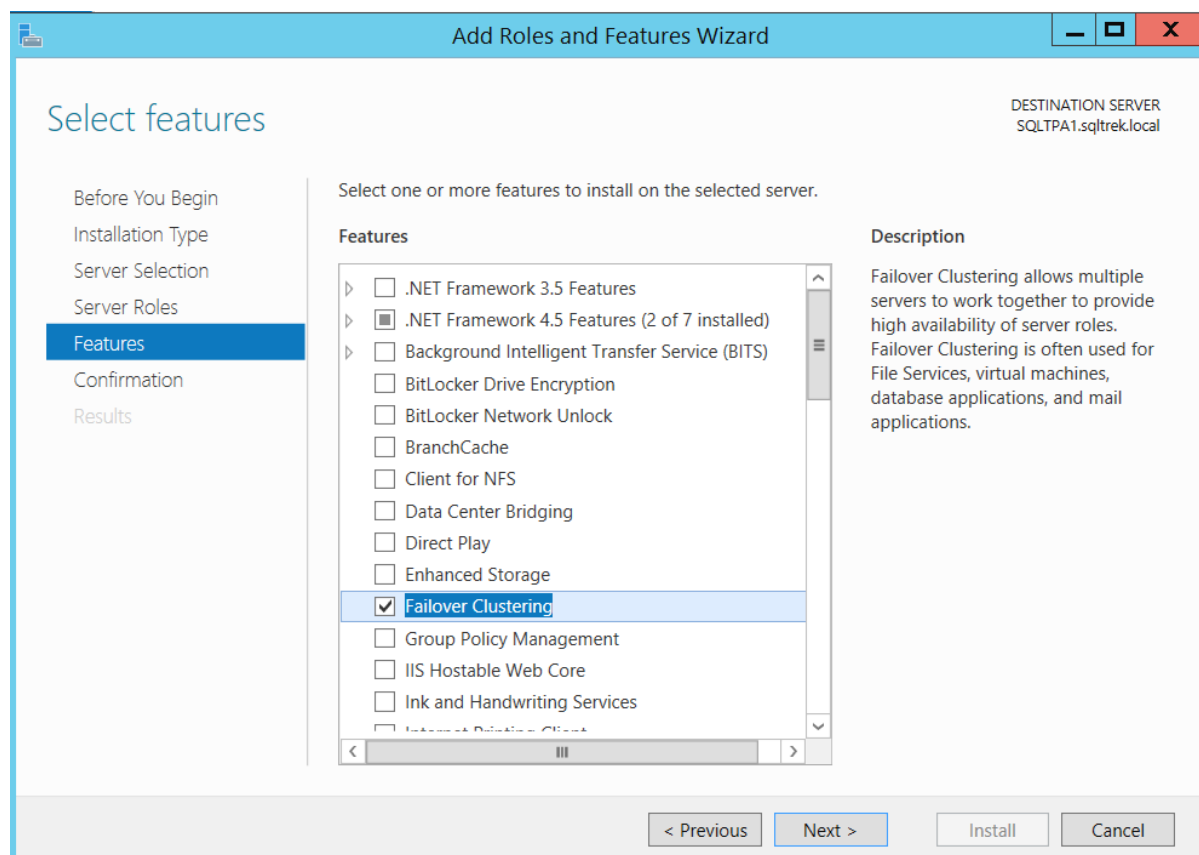 Add Roles and Features Wizard
X
Select features
DESTINATION SERVER
SQLTPA1.sqltrek.local
Before You Begin
Installation Type
Server Selection
Server Roles
Features
Confirmation
Results
Select one or more features to install on the selected server.
Features
.NET Framework 3.5 Features
.NET Framework 4.5 Features (2 of 7 installed)
Background Intelligent Transfer Service (BITS)
BitLocker Drive Encryption
BitLocker Network Unlock
BranchCache
Client for NFS
Data Center Bridging
Direct Play
Enhanced Storage
Failover Clustering
Group Policy Management
IIS Hostable Web Core
Ink and Handwriting Services
Internet Printing Client
Description
Failover Clustering allows multiple
servers to work together to provide
high availability of server roles.
Failover Clustering is often used for
File Services, virtual machines,
database applications, and mail
applications.
< Previous
Next >
Install
Cancel